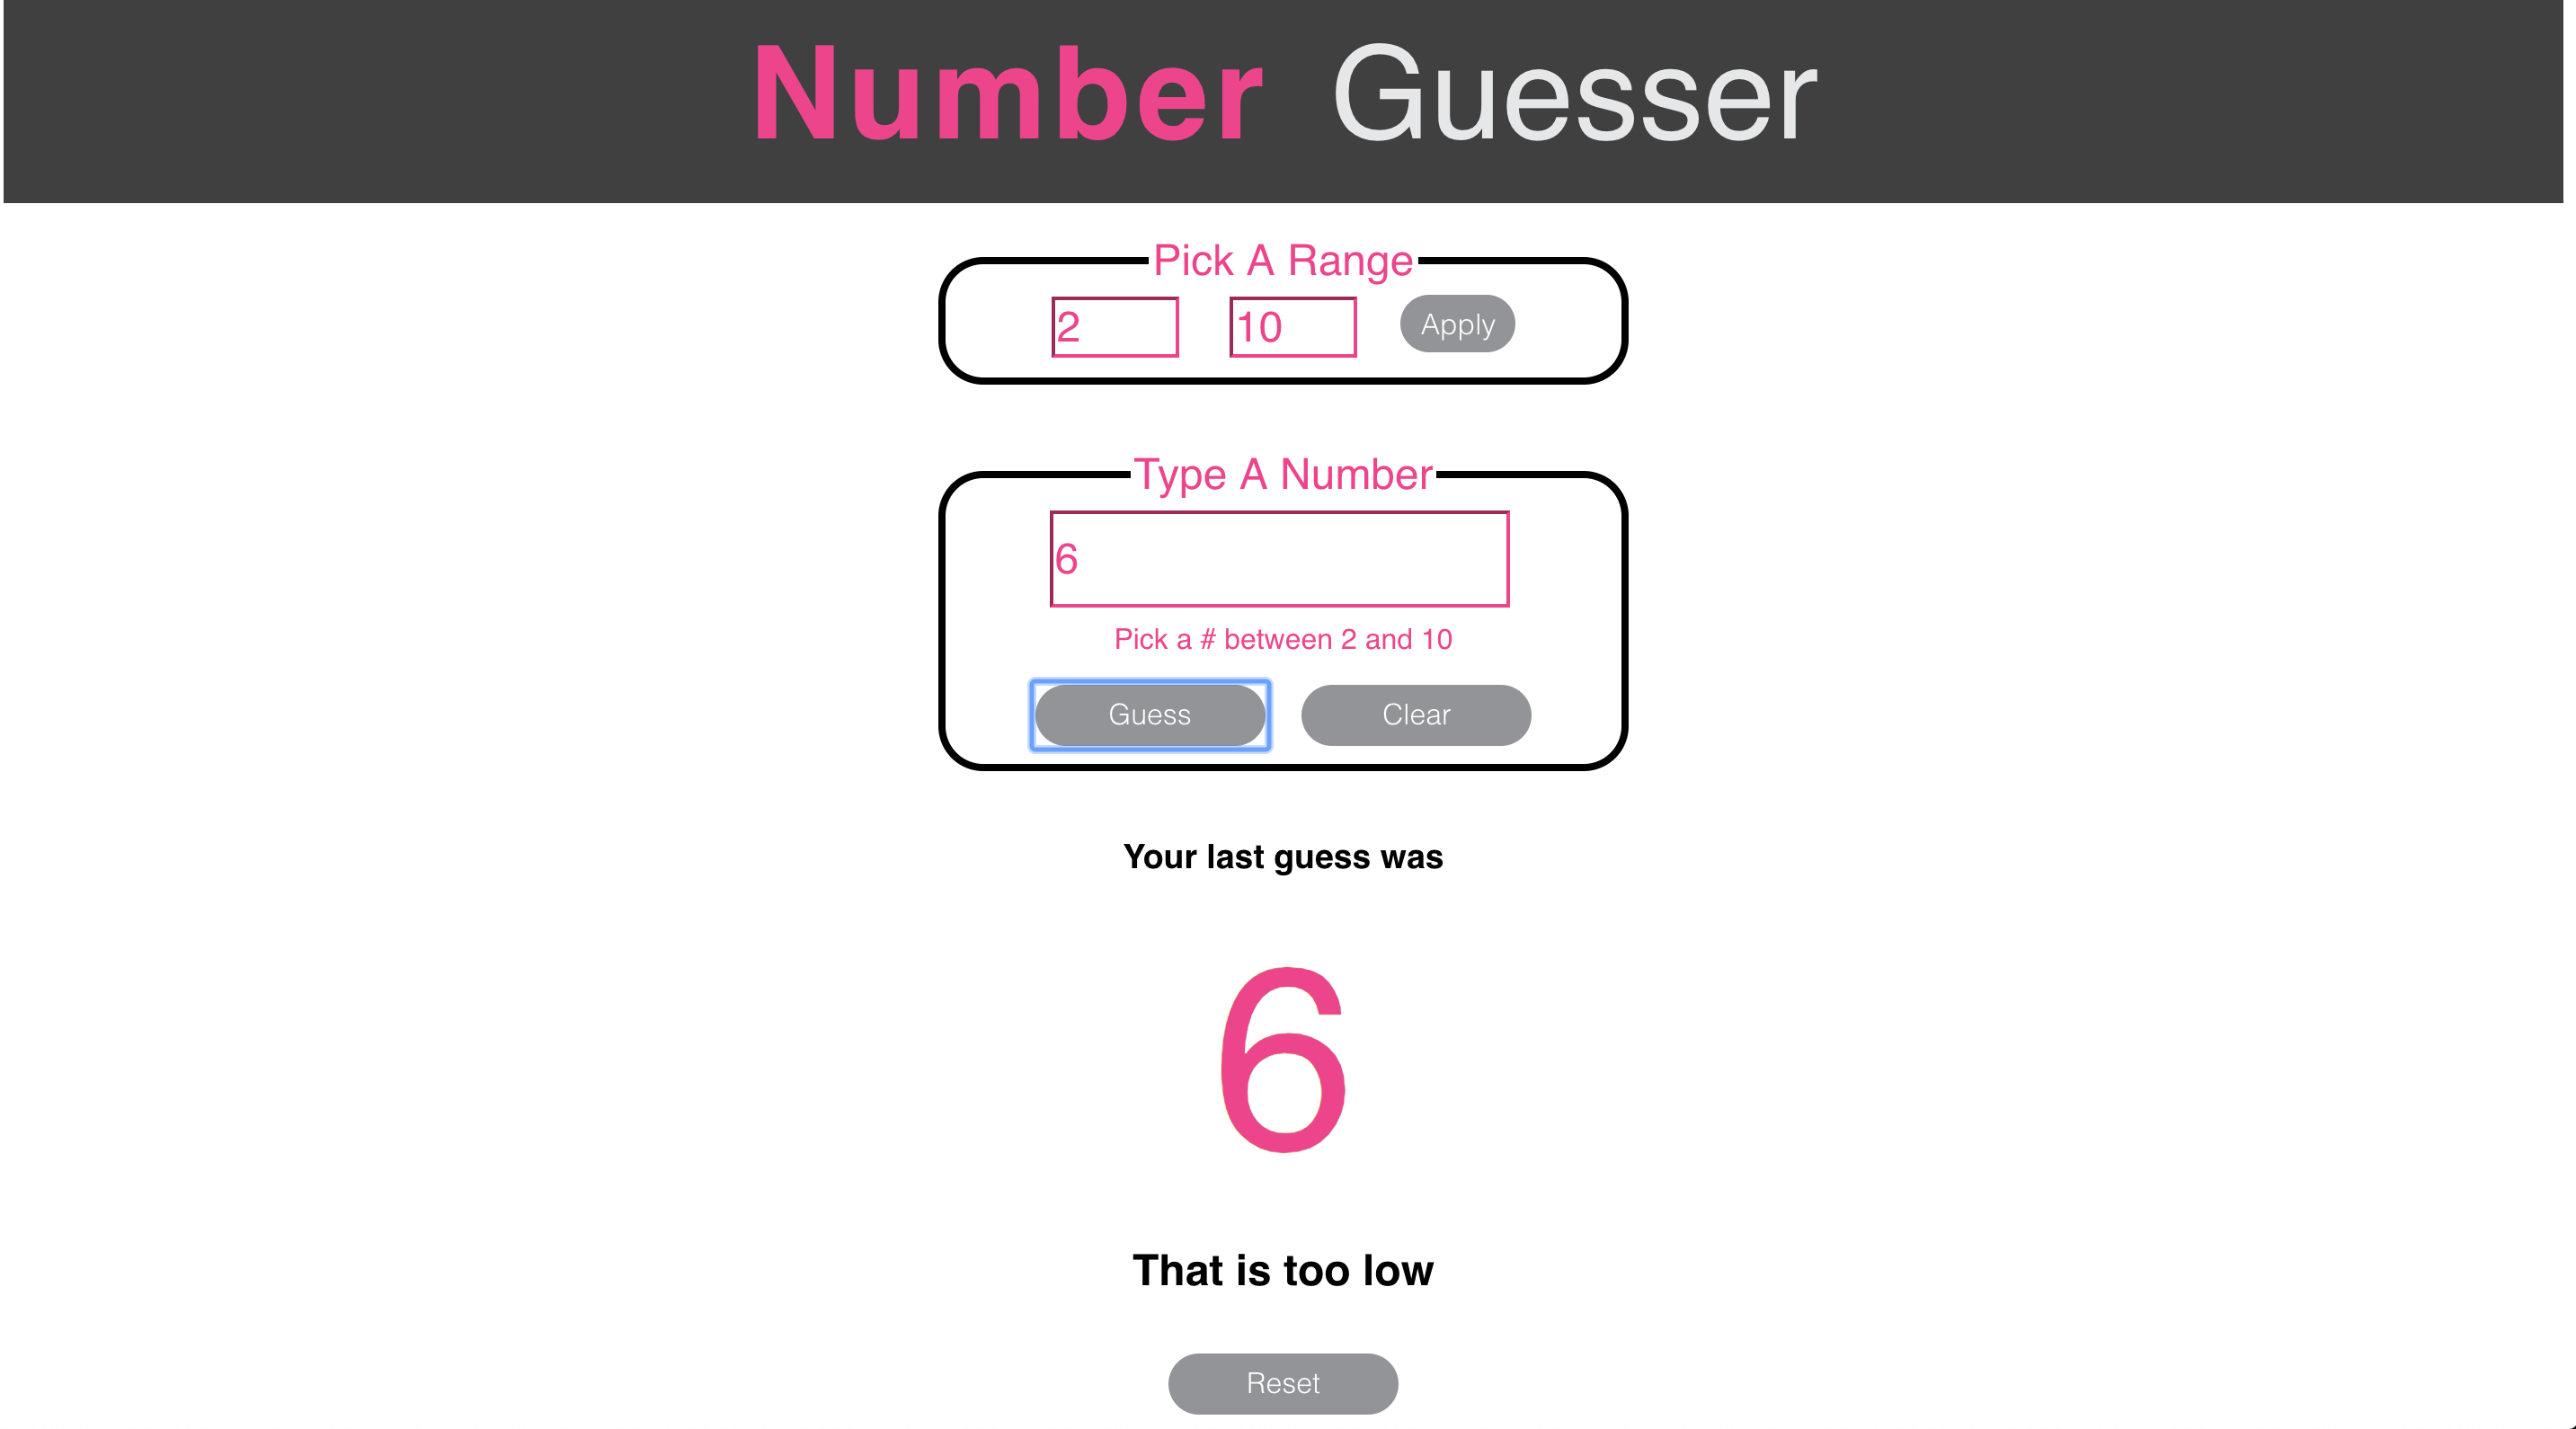 Number Guesser
Pick A Range
2 10 Apply
Type A Number
6
Pick a # between 2 and 10
Guess Clear
Your last guess was
6
That is too low
Reset